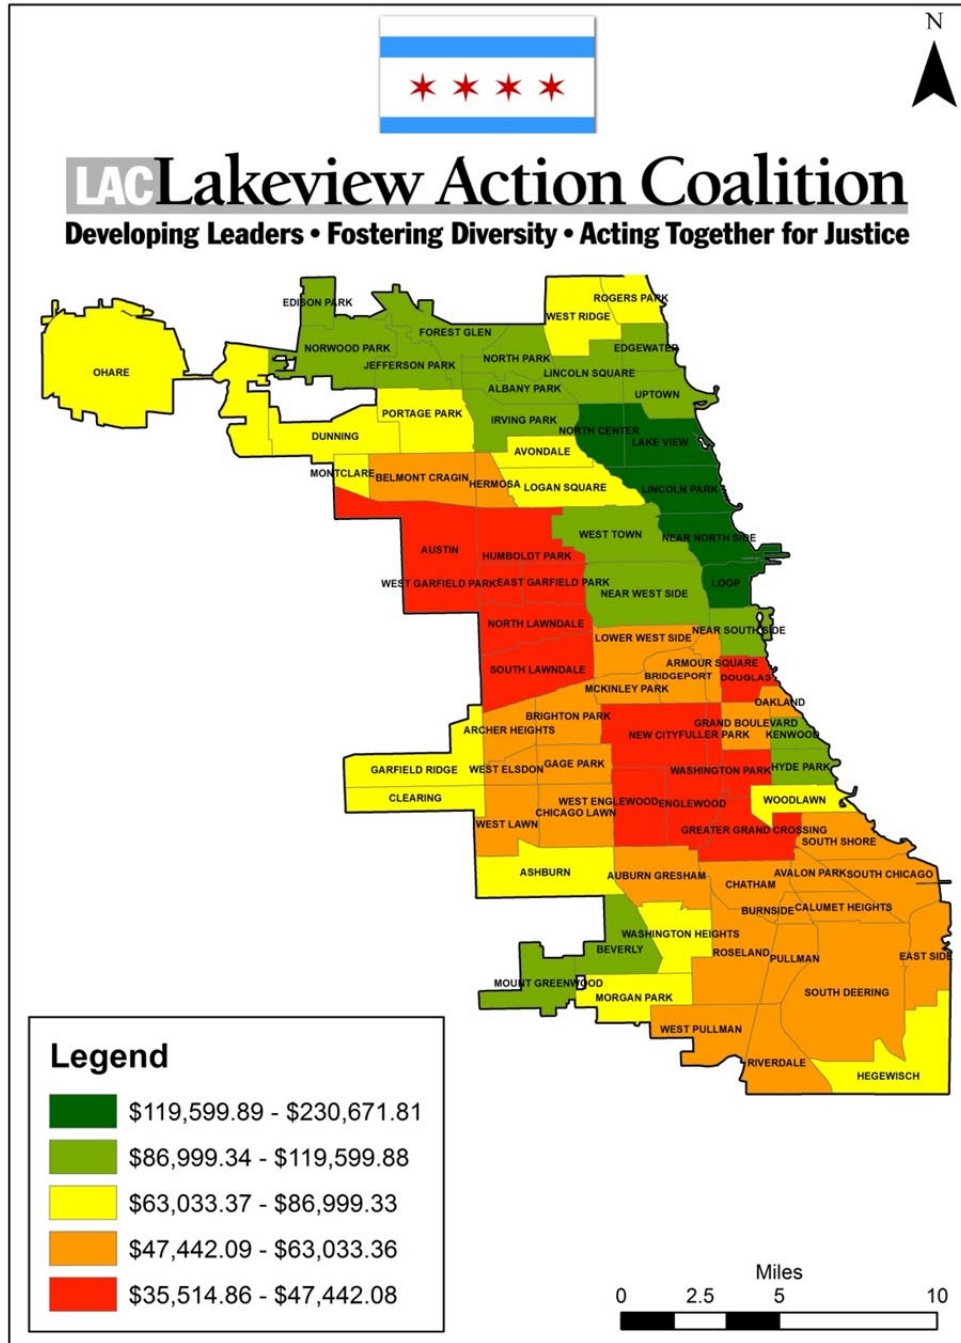 N
LAC Lakeview Action Coalition
Developing Leaders • Fostering Diversity • Acting Together for Justice
EDISON PARK
ROGERS PARK
WEST RIDGE
FOREST GLEN
NORWOOD PARK
EDGEWATER
NORTH PARK
JEFFERSON PARK
LINCOLN SQUARE
OHARE
ALBANY PARK
UPTOWN
PORTAGE PARK
IRVING PARK
NORTH CENTER
DUNNING
LAKE VIEW
AVONDALE
MONTCLARE
BELMONT CRAGIN
HERMOSA
LOGAN SQUARE
LINCOLN PARK
WEST TOWN
NEAR NORTH SIDE
AUSTIN
HUMBOLDT PARK
WEST GARFIELD PARK
EAST GARFIELD PARK
LOOP
NEAR WEST SIDE
NORTH LAWNDALE
NEAR SOUTH SIDE
LOWER WEST SIDE
SOUTH LAWNDALE
ARMOUR SQUARE
BRIDGEPORT
DOUGLAS
MCKINLEY PARK
OAKLAND
BRIGHTON PARK
GRAND BOULEVARD
ARCHER HEIGHTS
NEW CITY
FULLER PARK
KENWOOD
GARFIELD RIDGE
WEST ELSDON
GAGE PARK
WASHINGTON PARK
HYDE PARK
CLEARING
WEST ENGLEWOOD
ENGLEWOOD
WOODLAWN
CHICAGO LAWN
WEST LAWN
GREATER GRAND CROSSING
SOUTH SHORE
ASHBURN
AUBURN GRESHAM
AVALON PARK
SOUTH CHICAGO
CHATHAM
BURNSIDE
CALUMET HEIGHTS
WASHINGTON HEIGHTS
BEVERLY
ROSELAND
PULLMAN
EAST SIDE
MOUNT GREENWOOD
MORGAN PARK
SOUTH DEERING
WEST PULLMAN
RIVERDALE
HEGEWISCH
Legend
$119,599.89 - $230,671.81
$86,999.34 - $119,599.88
$63,033.37 - $86,999.33
$47,442.09 - $63,033.36
$35,514.86 - $47,442.08
Miles
0 2.5 5 10